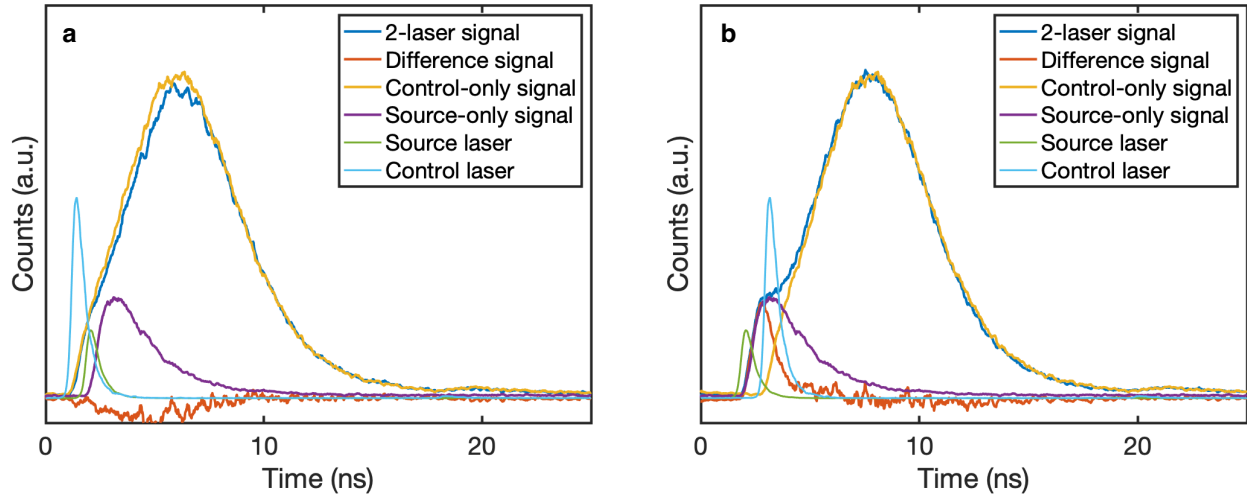 a
2-laser signal
Difference signal
Control-only signal
Source-only signal
Source laser
Control laser
Counts (a.u.)
0
10
20
Time (ns)
b
2-laser signal
Difference signal
Control-only signal
Source-only signal
Source laser
Control laser
Counts (a.u.)
0
10
20
Time (ns)